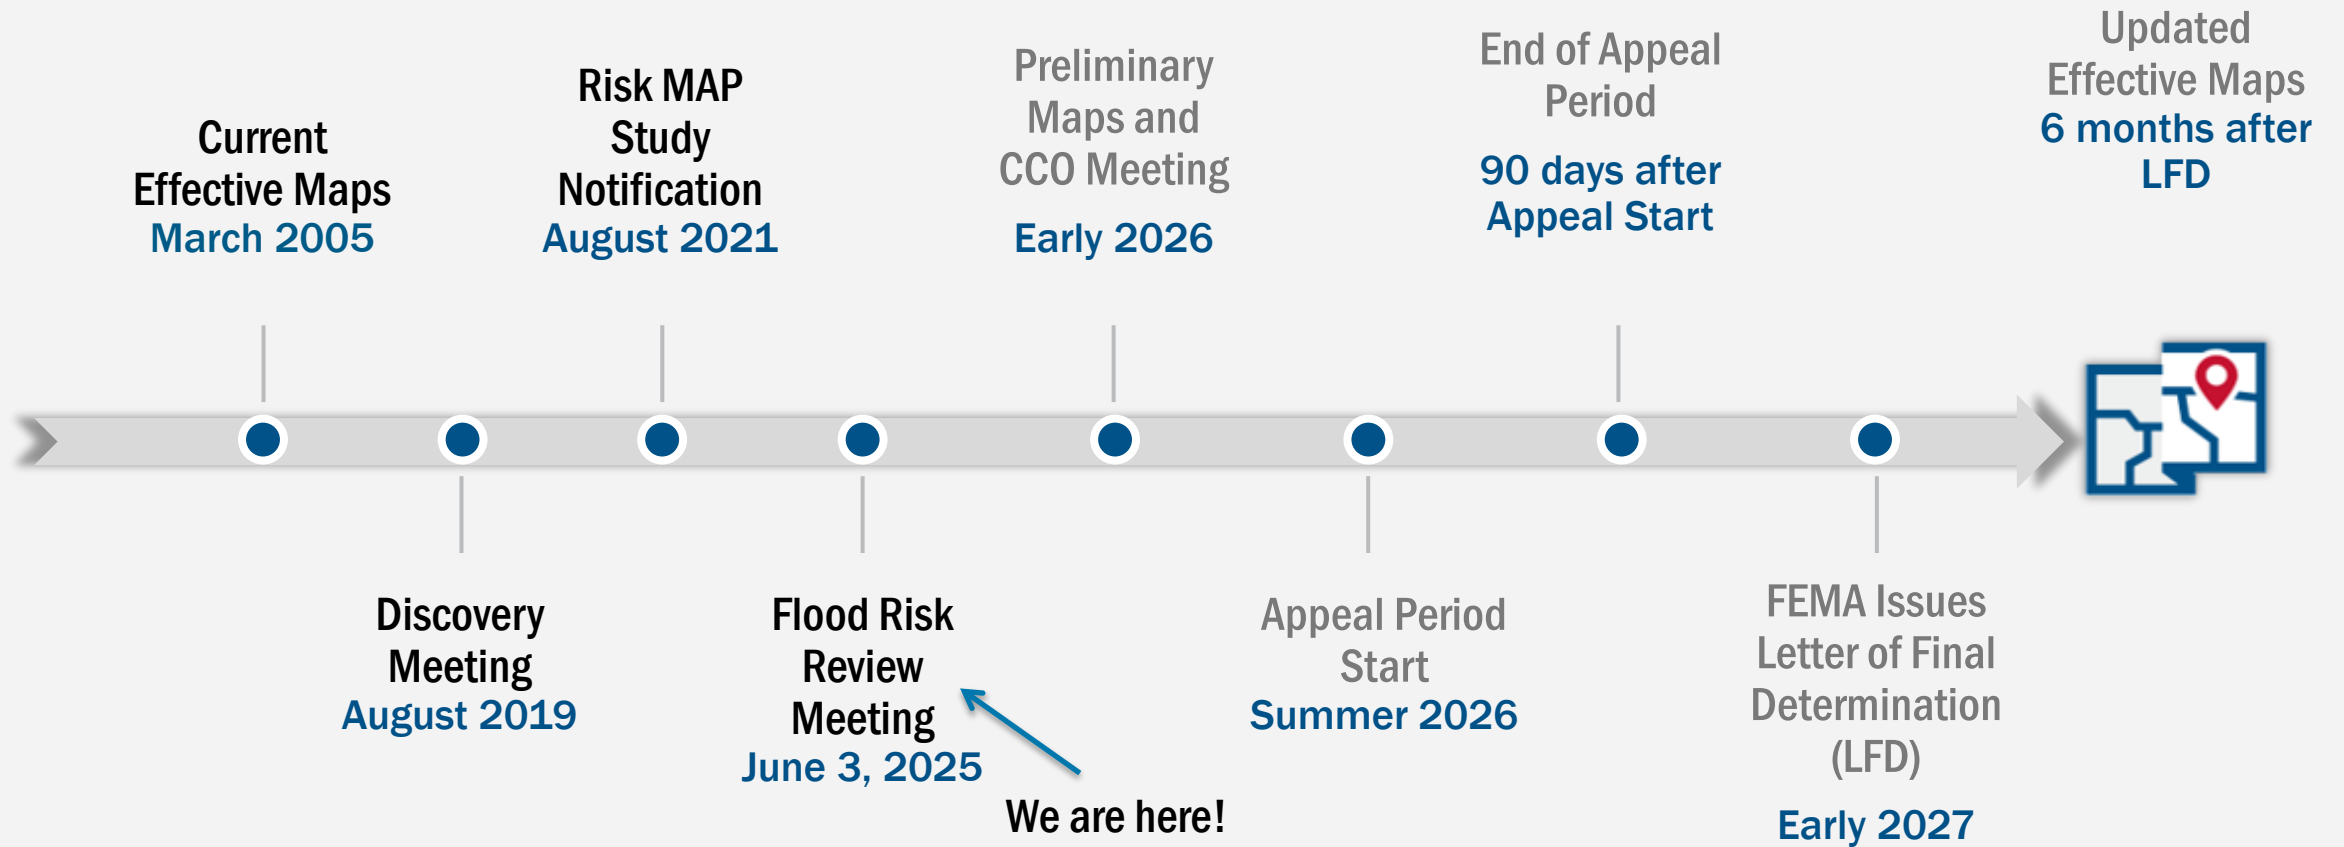 Current
Effective Maps
March 2005
Discovery
Meeting
August 2019
Risk MAP
Study
Notification
August 2021
Flood Risk
Review
Meeting
June 3, 2025
We are here!
Preliminary
Maps and
CCO Meeting
Early 2026
Appeal Period
Start
Summer 2026
End of Appeal
Period
90 days after
Appeal Start
FEMA Issues
Letter of Final
Determination
(LFD)
Early 2027
Updated
Effective Maps
6 months after
LFD